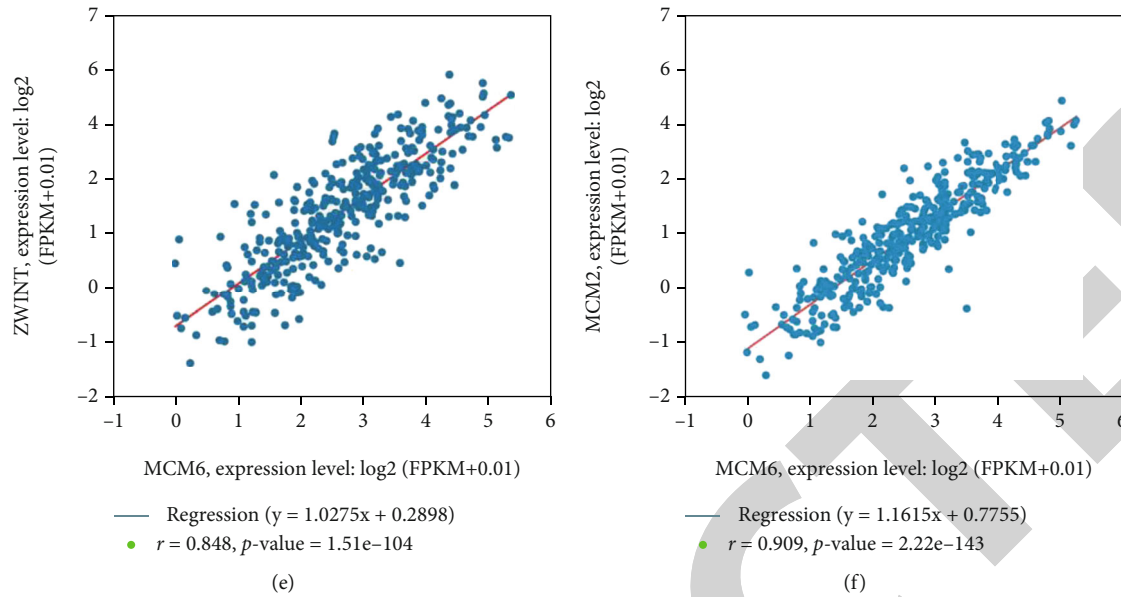 7
6
4
2
1
0
−1
−2
ZWINT, expression level: log2
(FPKM+0.01)
−1 0 1 2 3 4 5 6
MCM6, expression level: log2 (FPKM+0.01)
Regression (y = 1.0275x + 0.2898)
r = 0.848, p-value = 1.51e–104
(e)
7
6
4
2
1
0
−1
−2
MCM2, expression level: log2
(FPKM+0.01)
−1 0 1 2 3 4 5 6
MCM6, expression level: log2 (FPKM+0.01)
Regression (y = 1.1615x + 0.7755)
r = 0.909, p-value = 2.22e–143
(f)